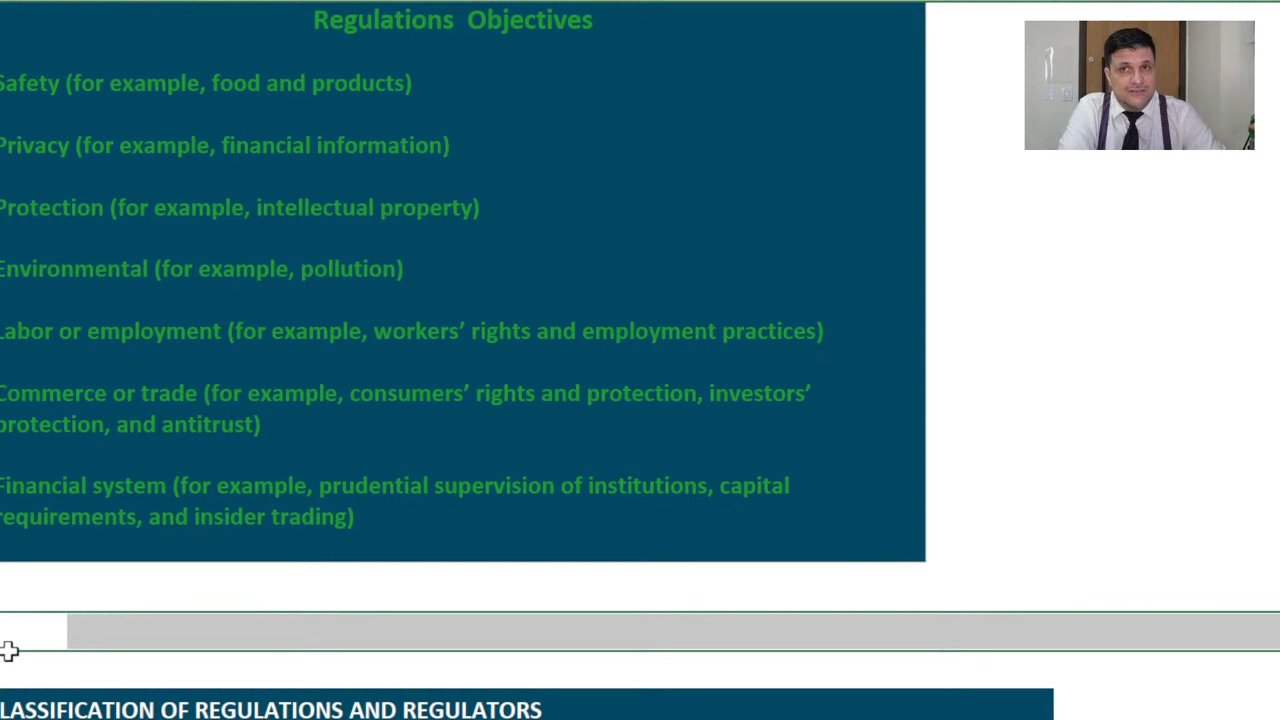 Regulations Objectives
Safety (for example, food and products)
Privacy (for example, financial information)
Protection (for example, intellectual property)
Environmental (for example, pollution)
Labor or employment (for example, workers’ rights and employment practices)
Commerce or trade (for example, consumers’ rights and protection, investors’
protection, and antitrust)
Financial system (for example, prudential supervision of institutions, capital
requirements, and insider trading)
LASSIFICATION OF REGULATIONS AND REGULATORS